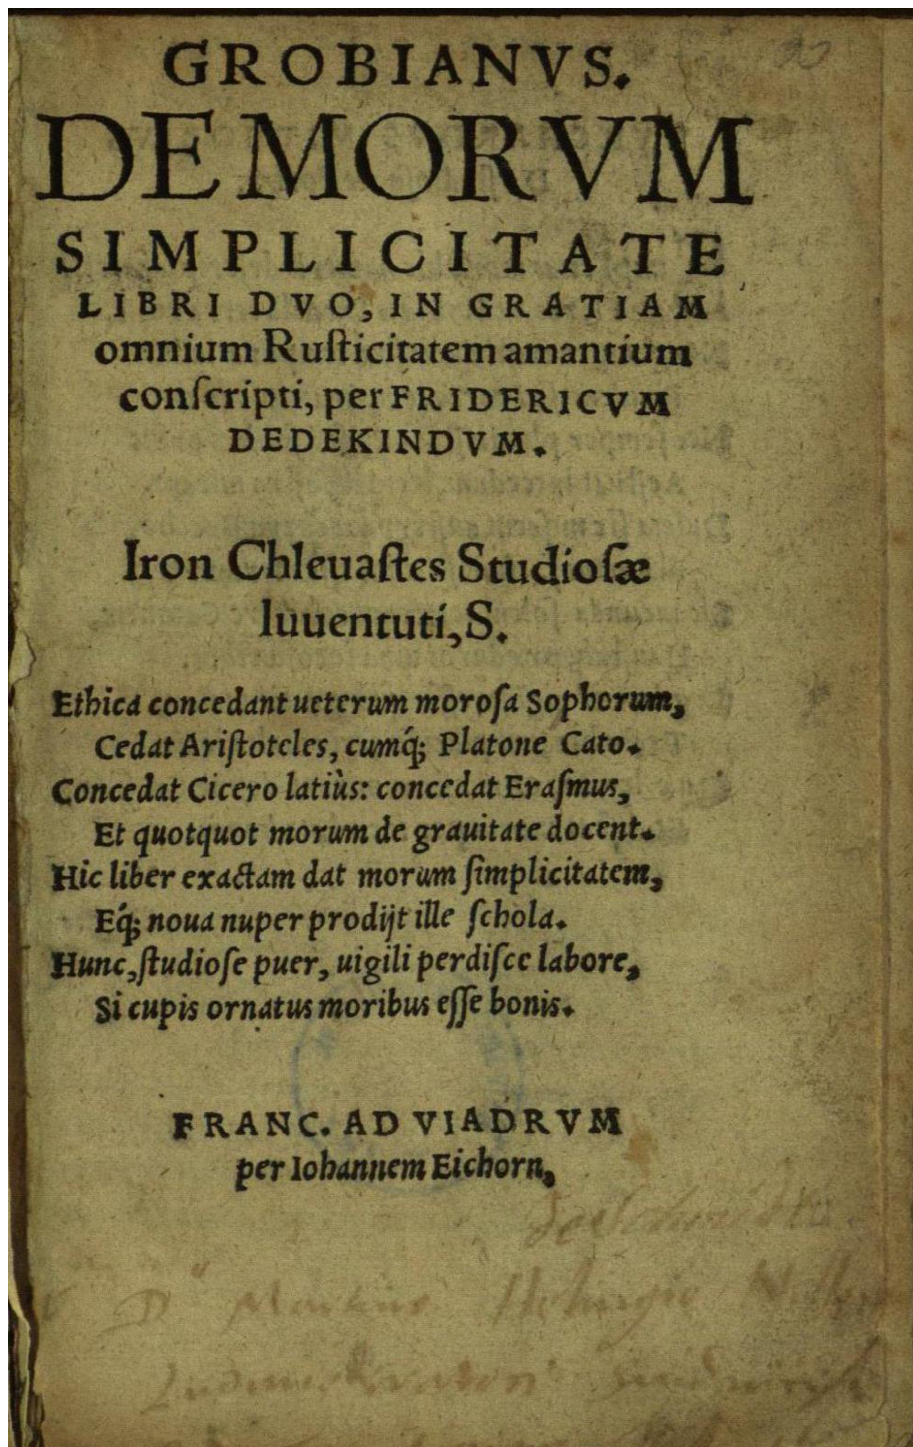 GROBIANVS.
DE MORVM
SIMPLICITATE
LIBRI DVO, IN GRATIAM
omnium Ruſticitatem amantium
conſcripti, per FRIDERICVM
DEDEKINDVM.
Iron Chleuaſtes Studioſæ
Iuuentuti, S.
Ethica concedant ueterum moroſa Sophorum,
Cedat Ariſtoteles, cumq́; Platone Cato.
Concedat Cicero latiùs: concedat Eraſmus,
Et quotquot morum de grauitate docent.
Hic liber exactam dat morum ſimplicitatem,
Eq́; noua nuper prodijt ille ſchola.
Hunc, ſtudioſe puer, uigili perdiſce labore,
Si cupis ornatus moribus eſſe bonis.
FRANC. AD VIADRVM
per Iohannem Eichorn,